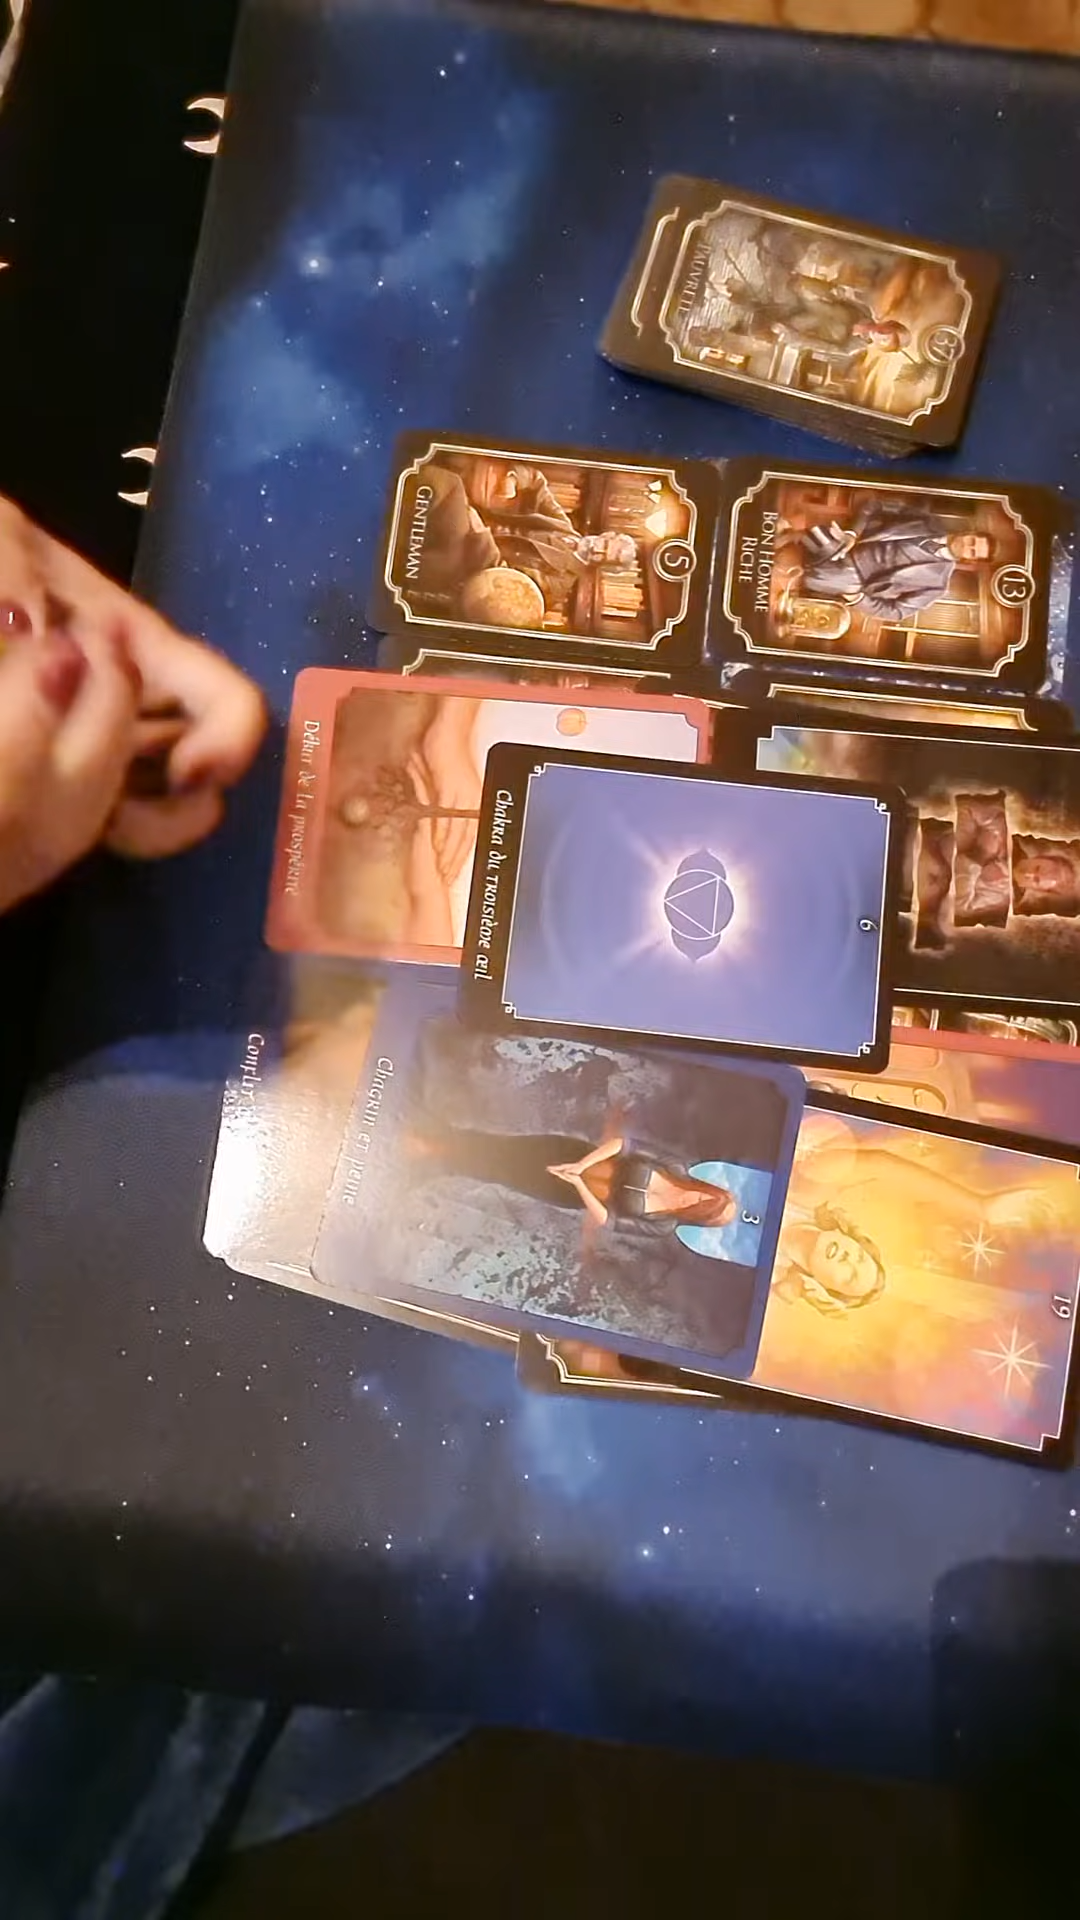 PAUVRETÉ
37
GENTLEMAN
5
BON HOMME
RICHE
13
Début de la prospérité
Chakra du troisième œil
6
Chagrin et peine
3
19